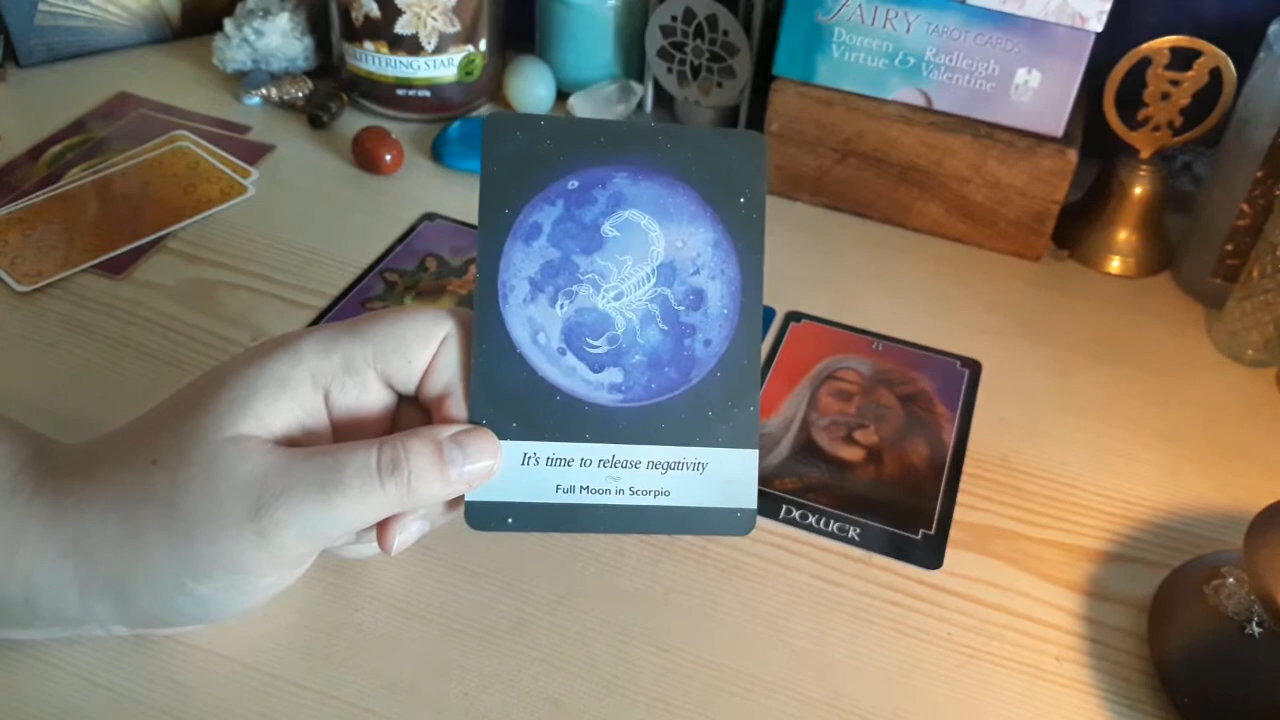 GLITTERING STAR
FAIRY TAROT CARDS
Doreen Virtue & Radleigh Valentine
It's time to release negativity
Full Moon in Scorpio
POWER